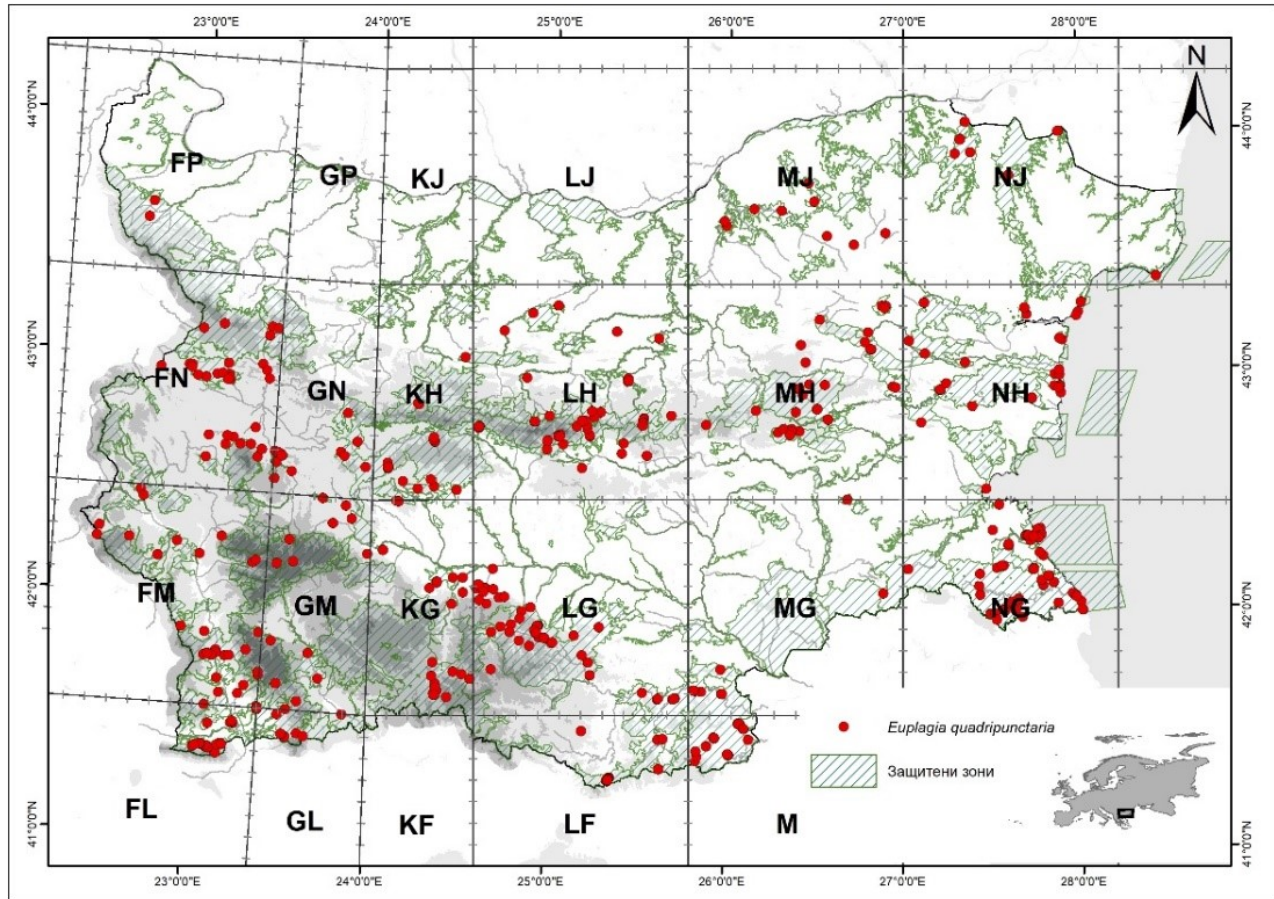 23°0'0"E 24°0'0"E 25°0'0"E 26°0'0"E 27°0'0"E 28°0'0"E
N
44°0'0"N 44°0'0"N
FP GP KJ LJ MJ NJ
43°0'0"N 43°0'0"N
FN GN KH LH MH NH
42°0'0"N 42°0'0"N
FM GM KG LG MG NG
Euplagia quadripunctaria
Защитени зони
FL GL KF LF M
41°0'0"N 41°0'0"N
23°0'0"E 24°0'0"E 25°0'0"E 26°0'0"E 27°0'0"E 28°0'0"E